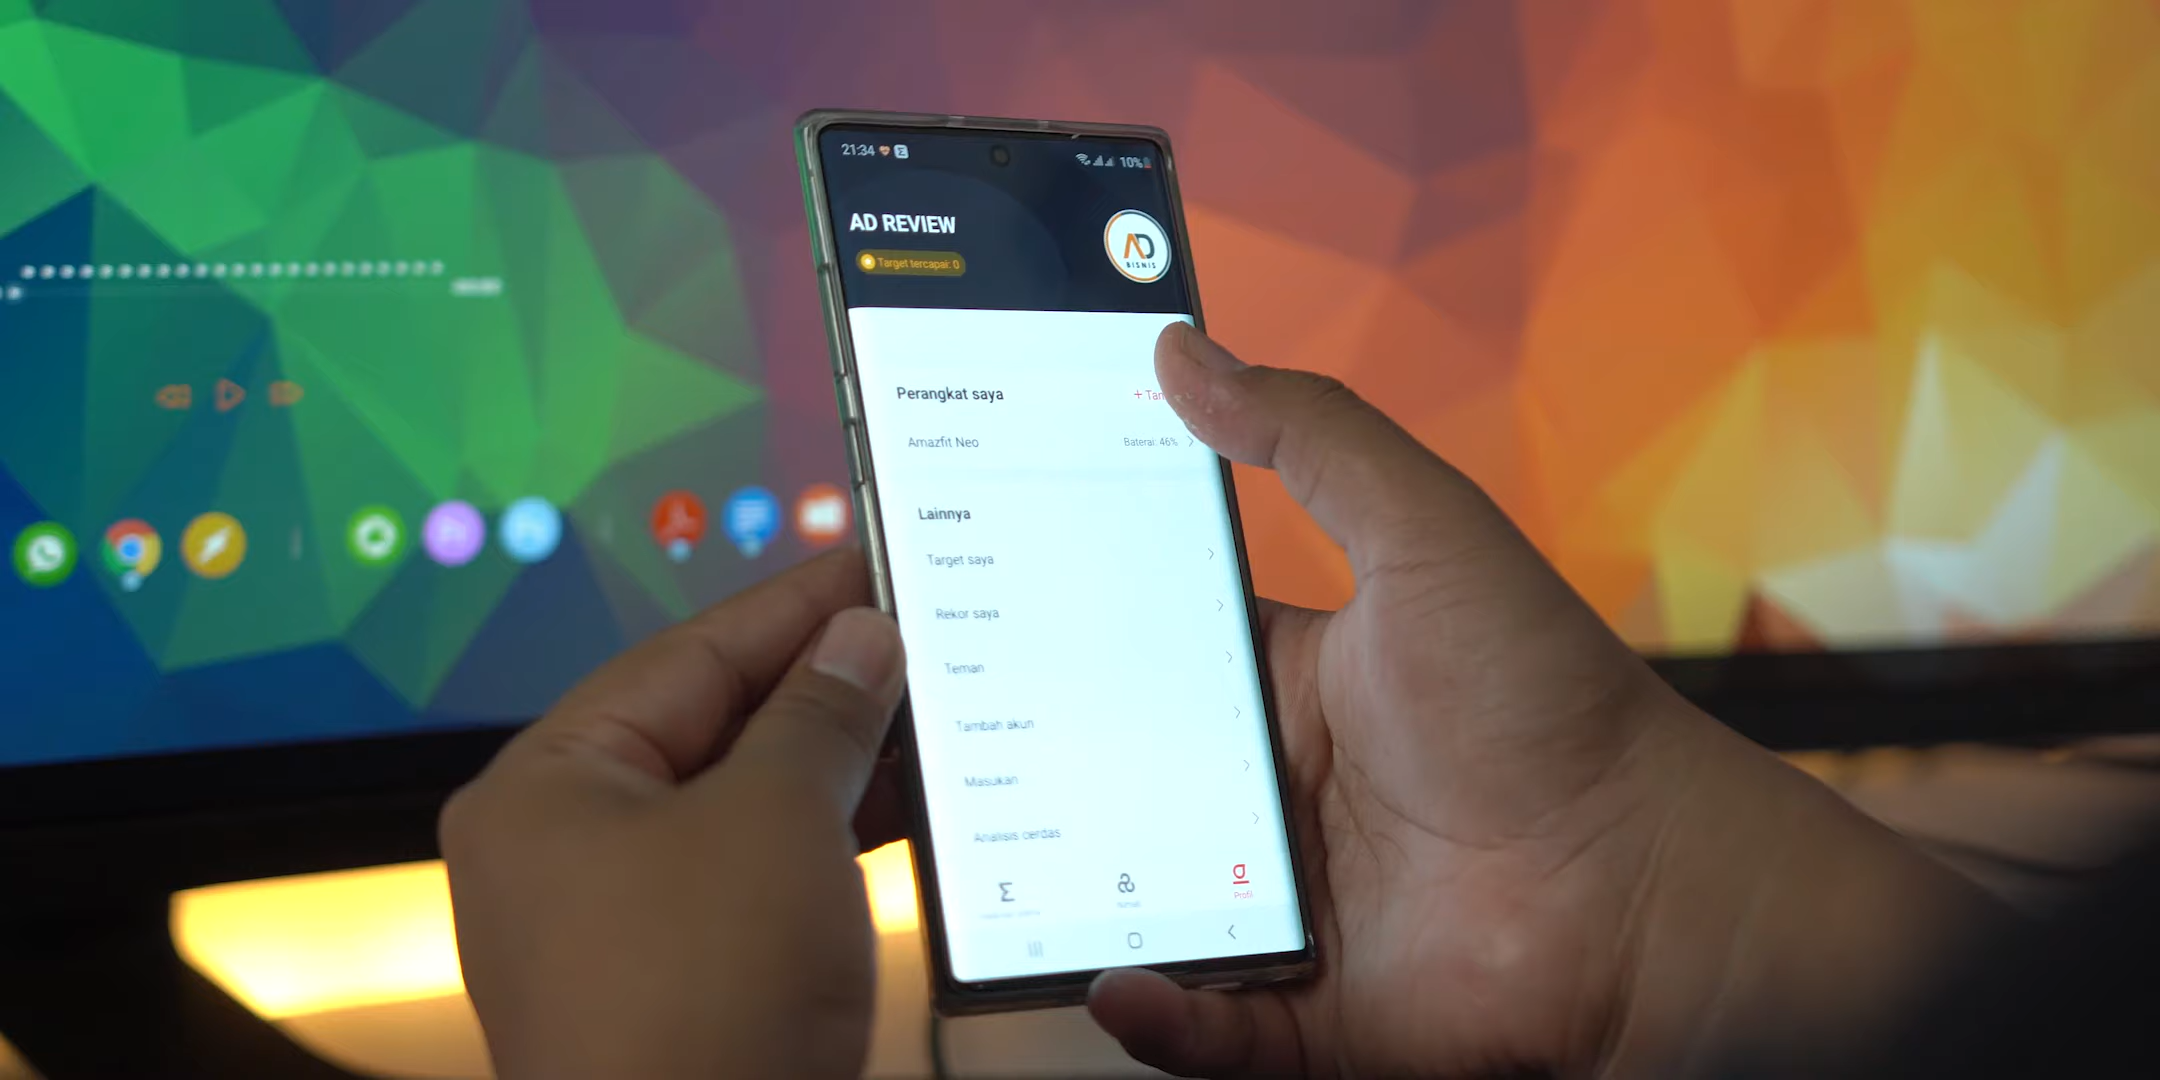 21:34
10%
AD REVIEW
Target tercapai: 0
AD
BISNIS
Perangkat saya
+ Tam
Amazfit Neo
Baterai: 46%
Lainnya
Target saya
Rekor saya
Teman
Tambah akun
Masukan
Analisis cerdas
Profil